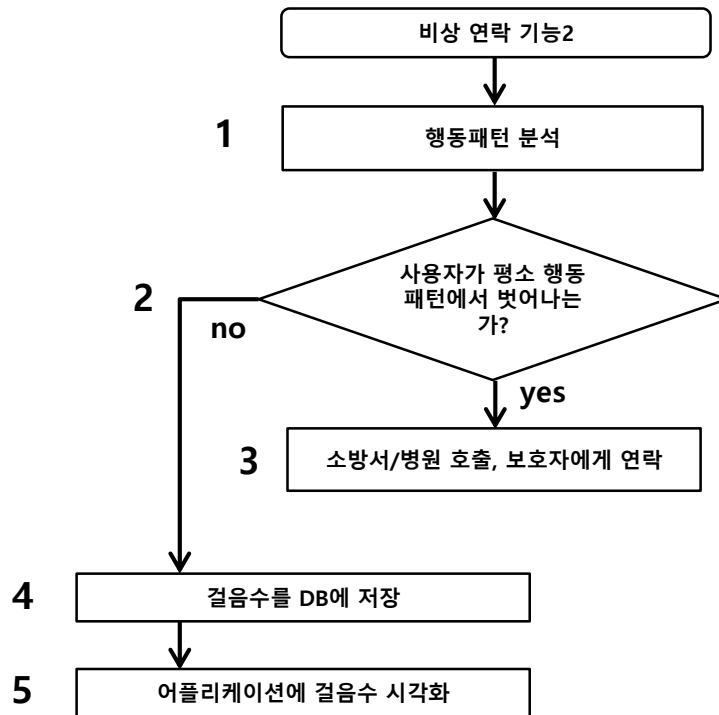 비상 연락 기능2
1
행동패턴 분석
2
사용자가 평소 행동
패턴에서 벗어나는
가?
no
yes
3
소방서/병원 호출, 보호자에게 연락
4
걸음수를 DB에 저장
5
어플리케이션에 걸음수 시각화